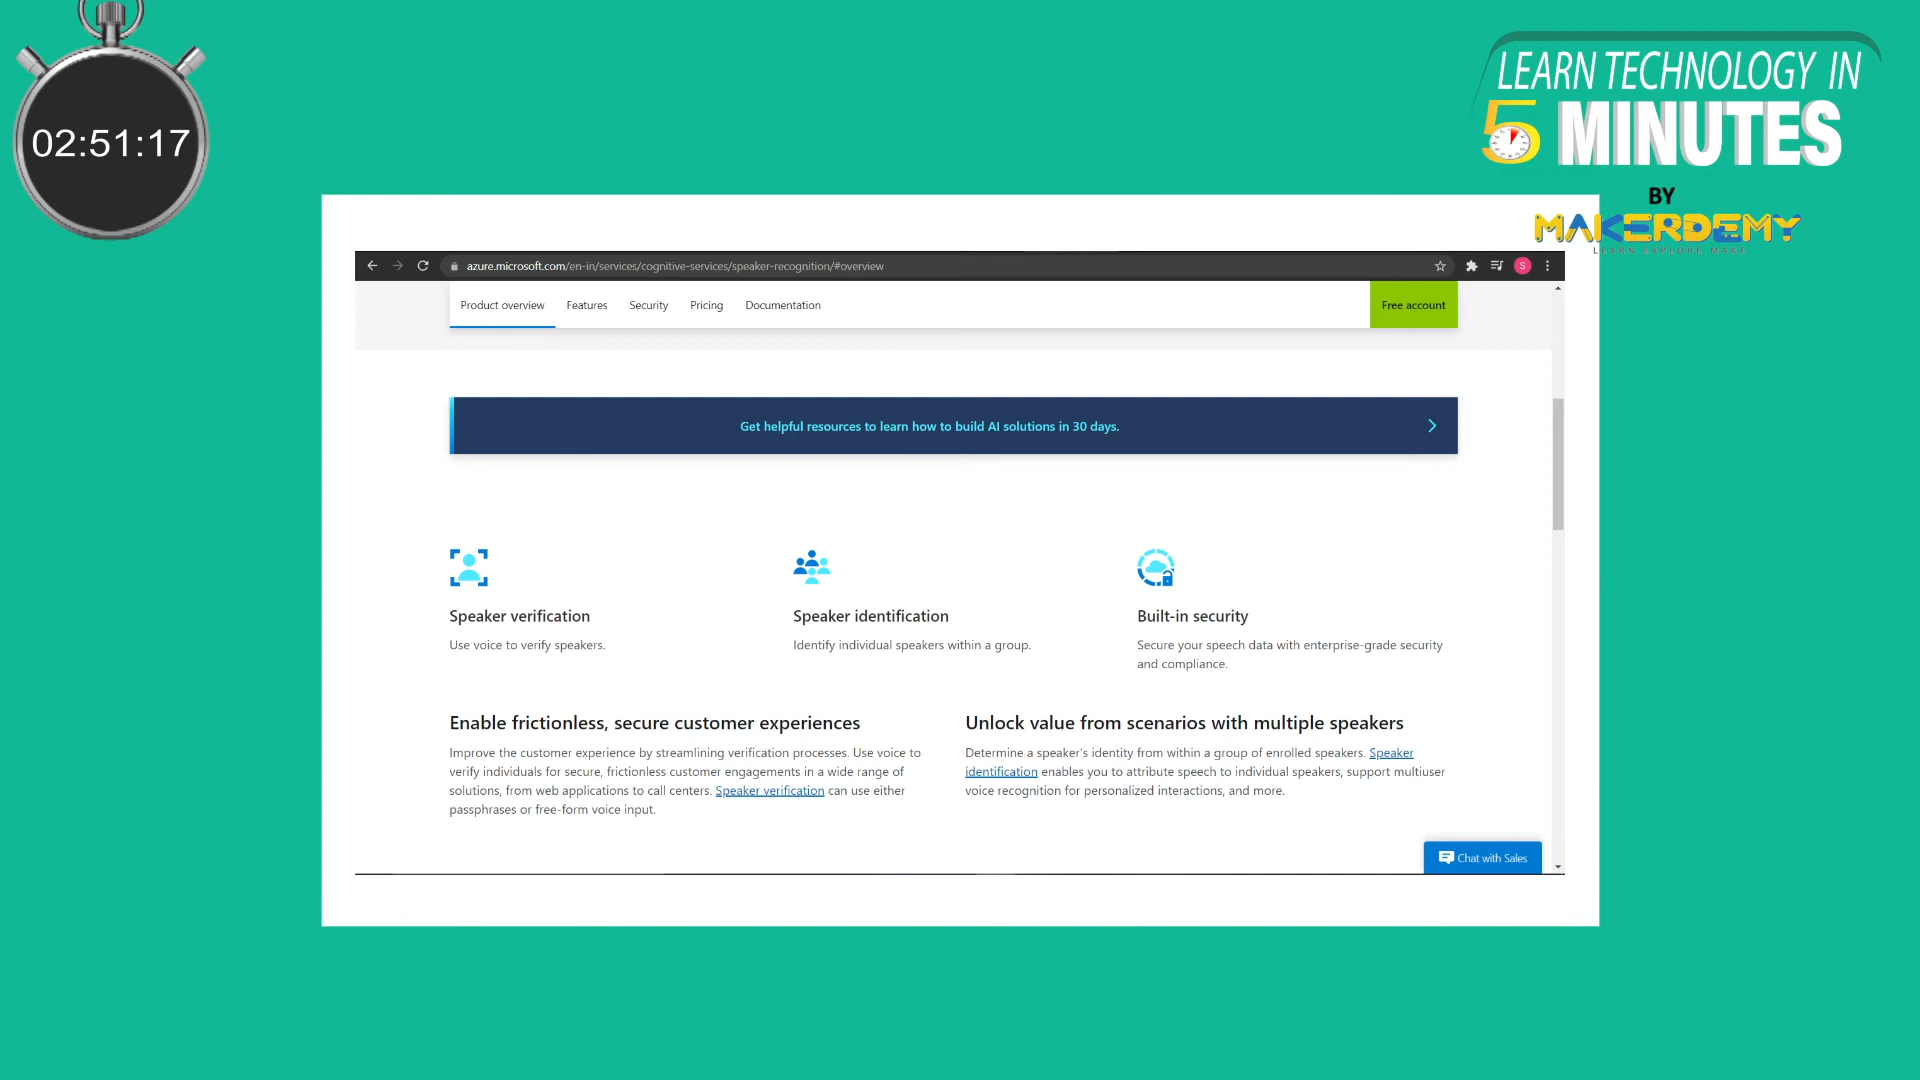 02:51:17
LEARN TECHNOLOGY IN
5 MINUTES
BY
MAKERDEMY
LEARN EXPLORE MAKE
azure.microsoft.com/en-in/services/cognitive-services/speaker-recognition/#overview
S
Product overview Features Security Pricing Documentation Free account
Get helpful resources to learn how to build AI solutions in 30 days.
Speaker verification
Use voice to verify speakers.
Speaker identification
Identify individual speakers within a group.
Built-in security
Secure your speech data with enterprise-grade security
and compliance.
Enable frictionless, secure customer experiences
Improve the customer experience by streamlining verification processes. Use voice to
verify individuals for secure, frictionless customer engagements in a wide range of
solutions, from web applications to call centers. Speaker verification can use either
passphrases or free-form voice input.
Unlock value from scenarios with multiple speakers
Determine a speaker's identity from within a group of enrolled speakers. Speaker
identification enables you to attribute speech to individual speakers, support multiuser
voice recognition for personalized interactions, and more.
Chat with Sales